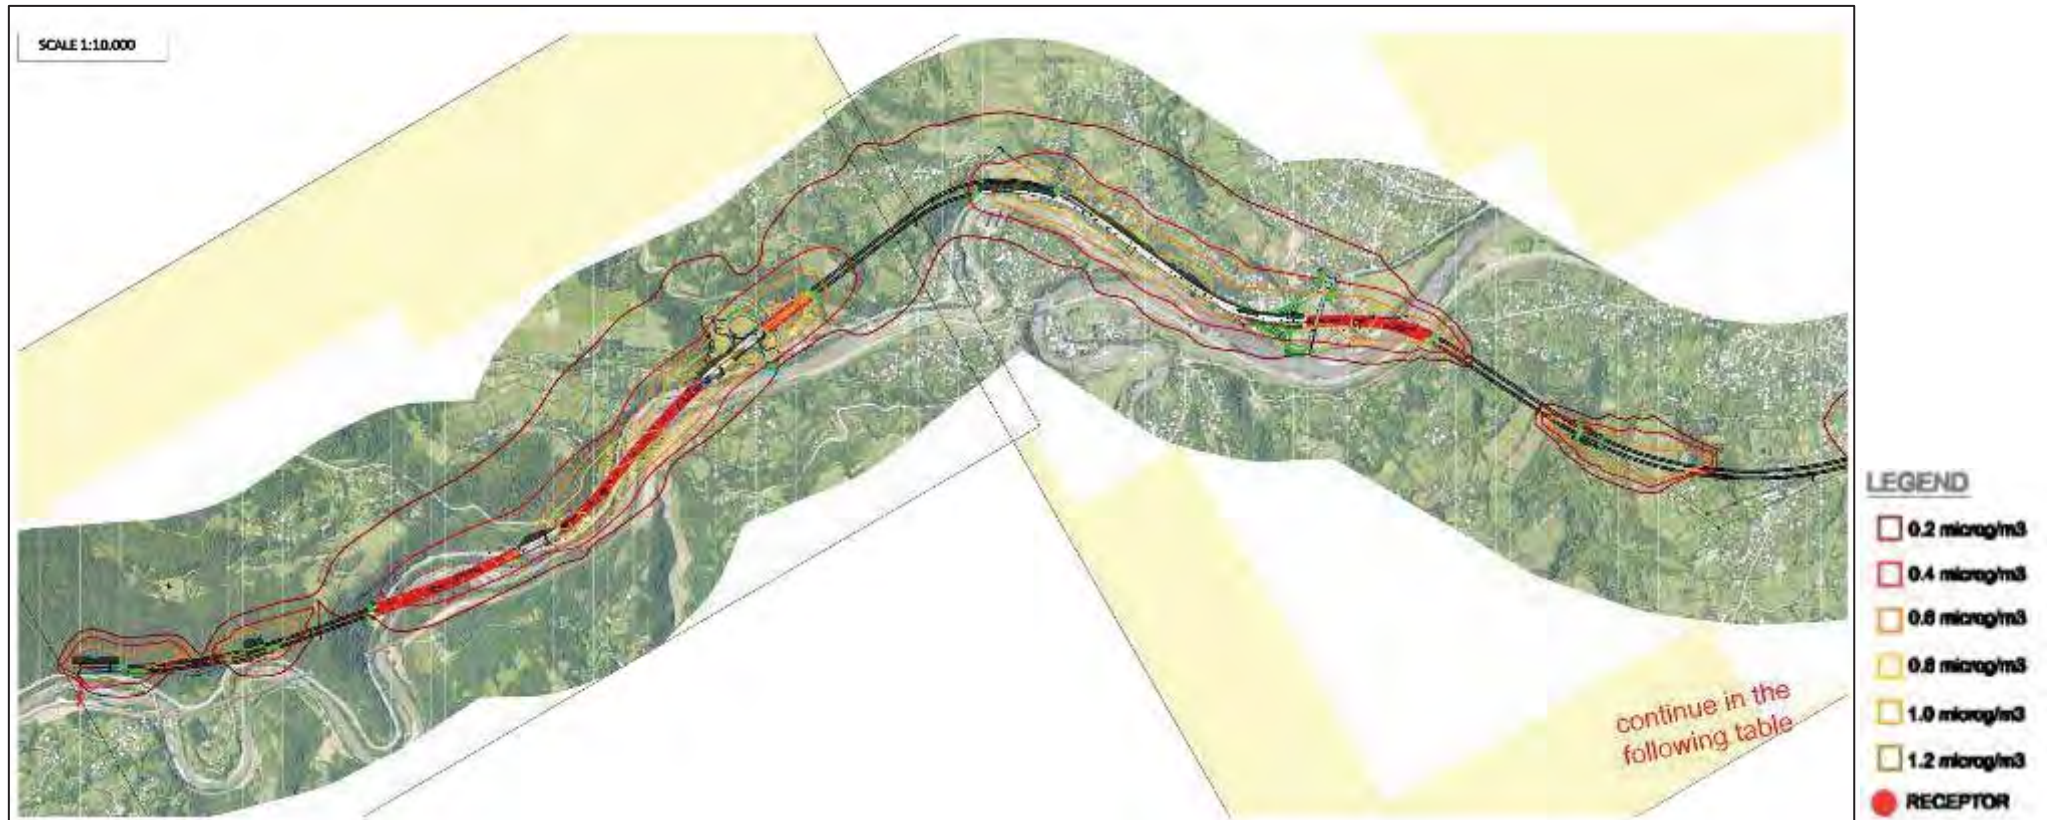 SCALE 1:10.000
continue in the
following table
LEGEND
0.2 microg/m3
0.4 microg/m3
0.6 microg/m3
0.8 microg/m3
1.0 microg/m3
1.2 microg/m3
RECEPTOR